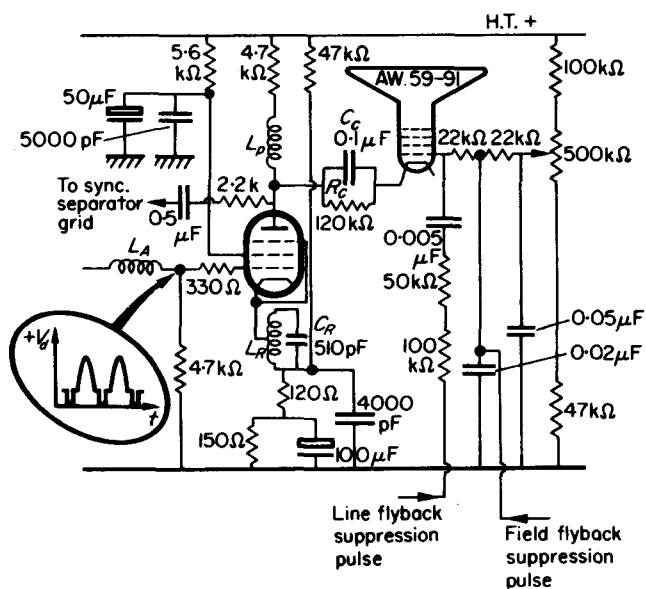 H.T. +
5·6
kΩ
4·7
kΩ
47kΩ
AW. 59-91
100kΩ
50μF
5000 pF
Lp
Cc
0·1μF
22kΩ
22kΩ
500kΩ
To sync.
separator
grid
0·5
μF
2·2k
Rc
120kΩ
0·005
μF
LA
330Ω
50kΩ
+Vg
t
4·7kΩ
LR
CR
510pF
100
kΩ
0·05μF
0·02μF
120Ω
4000
pF
150Ω
100μF
47kΩ
Line flyback
suppression
pulse
Field flyback
suppression
pulse